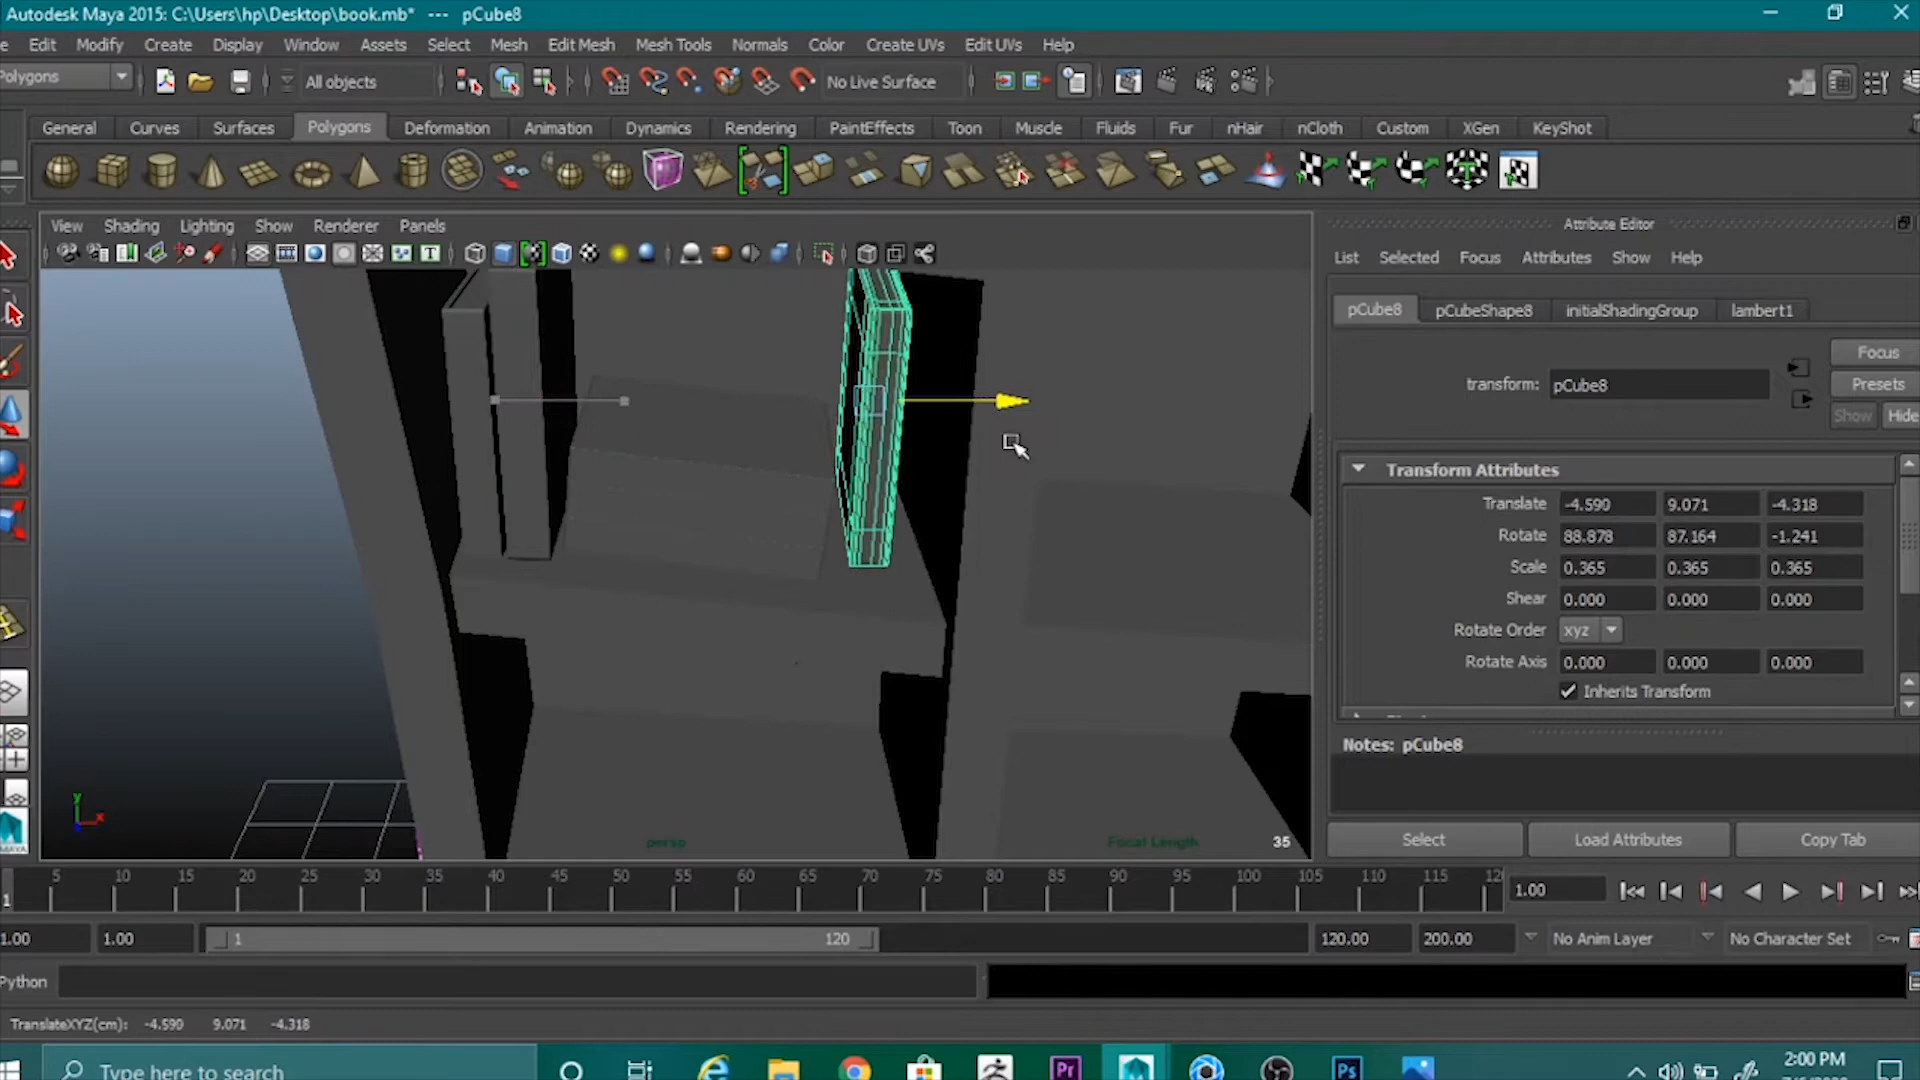 Autodesk Maya 2015: C:\Users\hp\Desktop\book.mb* --- pCube8
Edit Modify Create Display Window Assets Select Mesh Edit Mesh Mesh Tools Normals Color Create UVs Edit UVs Help
Polygons All objects No Live Surface
General Curves Surfaces Polygons Deformation Animation Dynamics Rendering PaintEffects Toon Muscle Fluids Fur nHair nCloth Custom XGen KeyShot
View Shading Lighting Show Renderer Panels
Attribute Editor
List Selected Focus Attributes Show Help
pCube8 pCubeShape8 initialShadingGroup lambert1
Focus
transform: pCube8 Presets
Show Hide
Transform Attributes
Translate -4.590 9.071 -4.318
Rotate 88.878 87.164 -1.241
Scale 0.365 0.365 0.365
Shear 0.000 0.000 0.000
Rotate Order xyz
Rotate Axis 0.000 0.000 0.000
Inherits Transform
Notes: pCube8
y x
persp Focal Length 35
Select Load Attributes Copy Tab
MAYA
1 5 10 15 20 25 30 35 40 45 50 55 60 65 70 75 80 85 90 95 100 105 110 115 12 1.00
1.00 1.00 1 120 120.00 200.00 No Anim Layer No Character Set
Python
TranslateXYZ(cm): -4.590 9.071 -4.318
Type here to search Pr Ps 2:00 PM